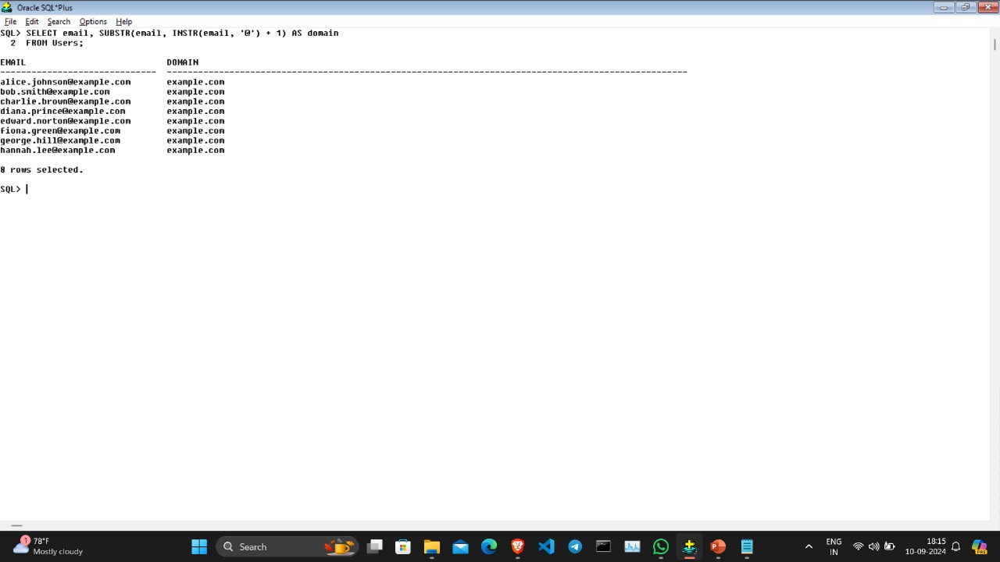 Oracle SQL*Plus
File Edit Search Options Help
SQL> SELECT email, SUBSTR(email, INSTR(email, '@') + 1) AS domain
  2  FROM Users;
EMAIL                          DOMAIN
------------------------------ ----------------------------------------------------------------------------------------------------
alice.johnson@example.com      example.com
bob.smith@example.com          example.com
charlie.brown@example.com      example.com
diana.prince@example.com       example.com
edward.norton@example.com      example.com
fiona.green@example.com        example.com
george.hill@example.com        example.com
hannah.lee@example.com         example.com
8 rows selected.
SQL>
1 78°F
Mostly cloudy
Search
ENG
IN
18:15
10-09-2024
PRE